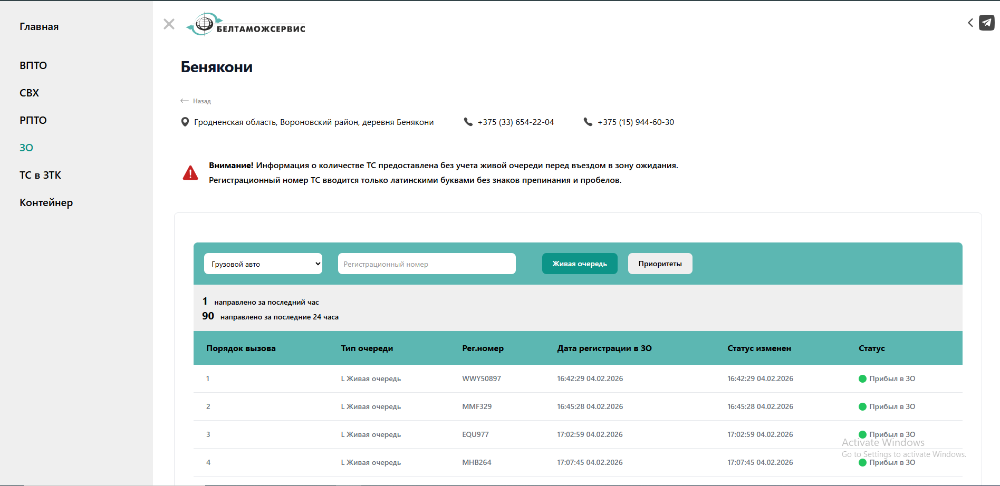 Главная
ВПТО
СВХ
РПТО
ЗО
ТС в ЗТК
Контейнер
БЕЛТАМОЖСЕРВИС
Бенякони
Назад
Гродненская область, Вороновский район, деревня Бенякони +375 (33) 654-22-04 +375 (15) 944-60-30
Внимание! Информация о количестве ТС предоставлена без учета живой очереди перед въездом в зону ожидания.
Регистрационный номер ТС вводится только латинскими буквами без знаков препинания и пробелов.
Грузовой авто Регистрационный номер Живая очередь Приоритеты
1 направлено за последний час
90 направлено за последние 24 часа
Порядок вызова Тип очереди Рег.номер Дата регистрации в ЗО Статус изменен Статус
1 L Живая очередь WWY50897 16:42:29 04.02.2026 16:42:29 04.02.2026 Прибыл в ЗО
2 L Живая очередь MMF329 16:45:28 04.02.2026 16:45:28 04.02.2026 Прибыл в ЗО
3 L Живая очередь EQU977 17:02:59 04.02.2026 17:02:59 04.02.2026 Прибыл в ЗО
Activate Windows
Go to Settings to activate Windows.
4 L Живая очередь MHB264 17:07:45 04.02.2026 17:07:45 04.02.2026 Прибыл в ЗО